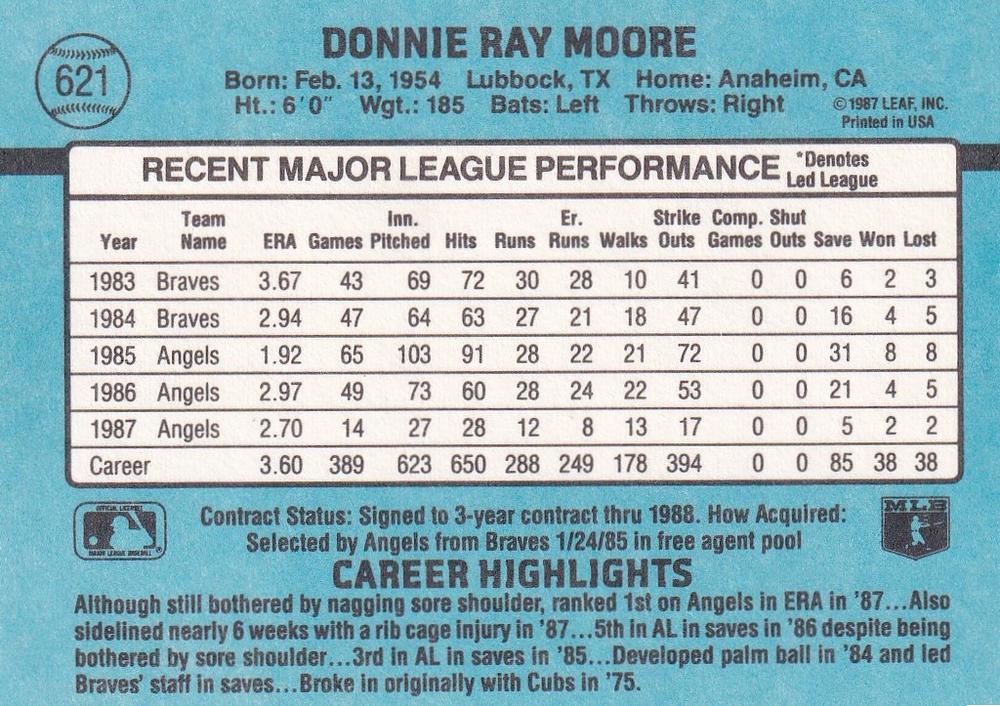 DONNIE RAY MOORE
621
Born: Feb. 13, 1954 Lubbock, TX Home: Anaheim, CA
Ht.: 6'0" Wgt.: 185 Bats: Left Throws: Right
©1987 LEAF, INC.
Printed in USA
RECENT MAJOR LEAGUE PERFORMANCE
*Denotes
Led League
Year Team Name ERA Games Inn. Pitched Hits Runs Er. Runs Walks Strike Outs Comp. Games Shut Outs Save Won Lost
1983 Braves 3.67 43 69 72 30 28 10 41 0 0 6 2 3
1984 Braves 2.94 47 64 63 27 21 18 47 0 0 16 4 5
1985 Angels 1.92 65 103 91 28 22 21 72 0 0 31 8 8
1986 Angels 2.97 49 73 60 28 24 22 53 0 0 21 4 5
1987 Angels 2.70 14 27 28 12 8 13 17 0 0 5 2 2
Career 3.60 389 623 650 288 249 178 394 0 0 85 38 38
OFFICIAL LICENSEE
MAJOR LEAGUE BASEBALL
®
Contract Status: Signed to 3-year contract thru 1988. How Acquired:
Selected by Angels from Braves 1/24/85 in free agent pool
MLB
CAREER HIGHLIGHTS
Although still bothered by nagging sore shoulder, ranked 1st on Angels in ERA in '87...Also
sidelined nearly 6 weeks with a rib cage injury in '87...5th in AL in saves in '86 despite being
bothered by sore shoulder...3rd in AL in saves in '85...Developed palm ball in '84 and led
Braves' staff in saves...Broke in originally with Cubs in '75.